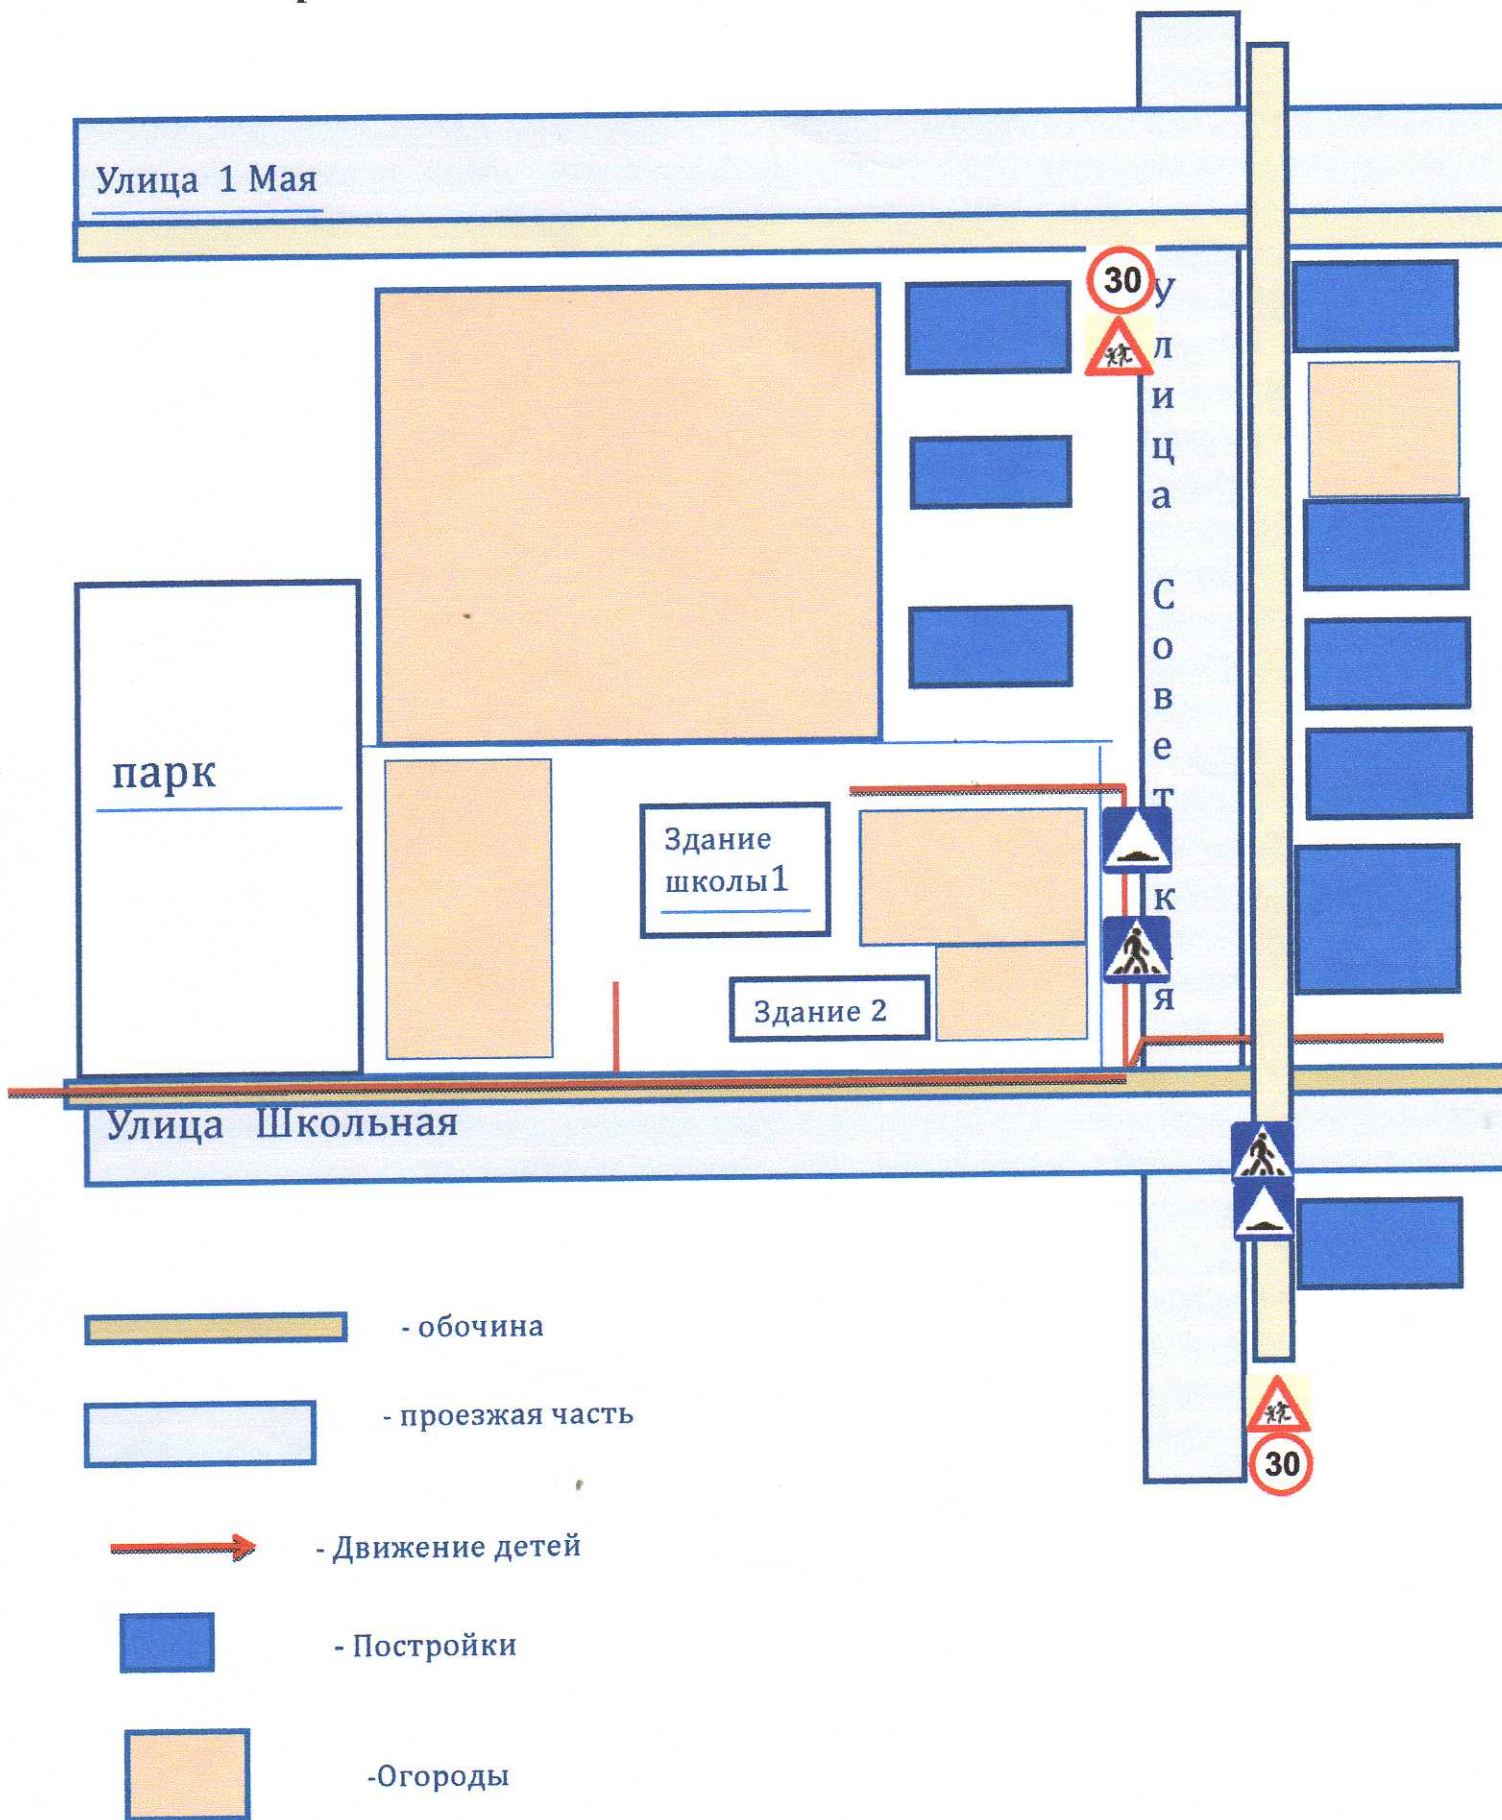 Улица 1 Мая
30
улица Советская
парк
Здание
школы1
Здание 2
Улица Школьная
- обочина
- проезжая часть
30
- Движение детей
- Постройки
-Огороды